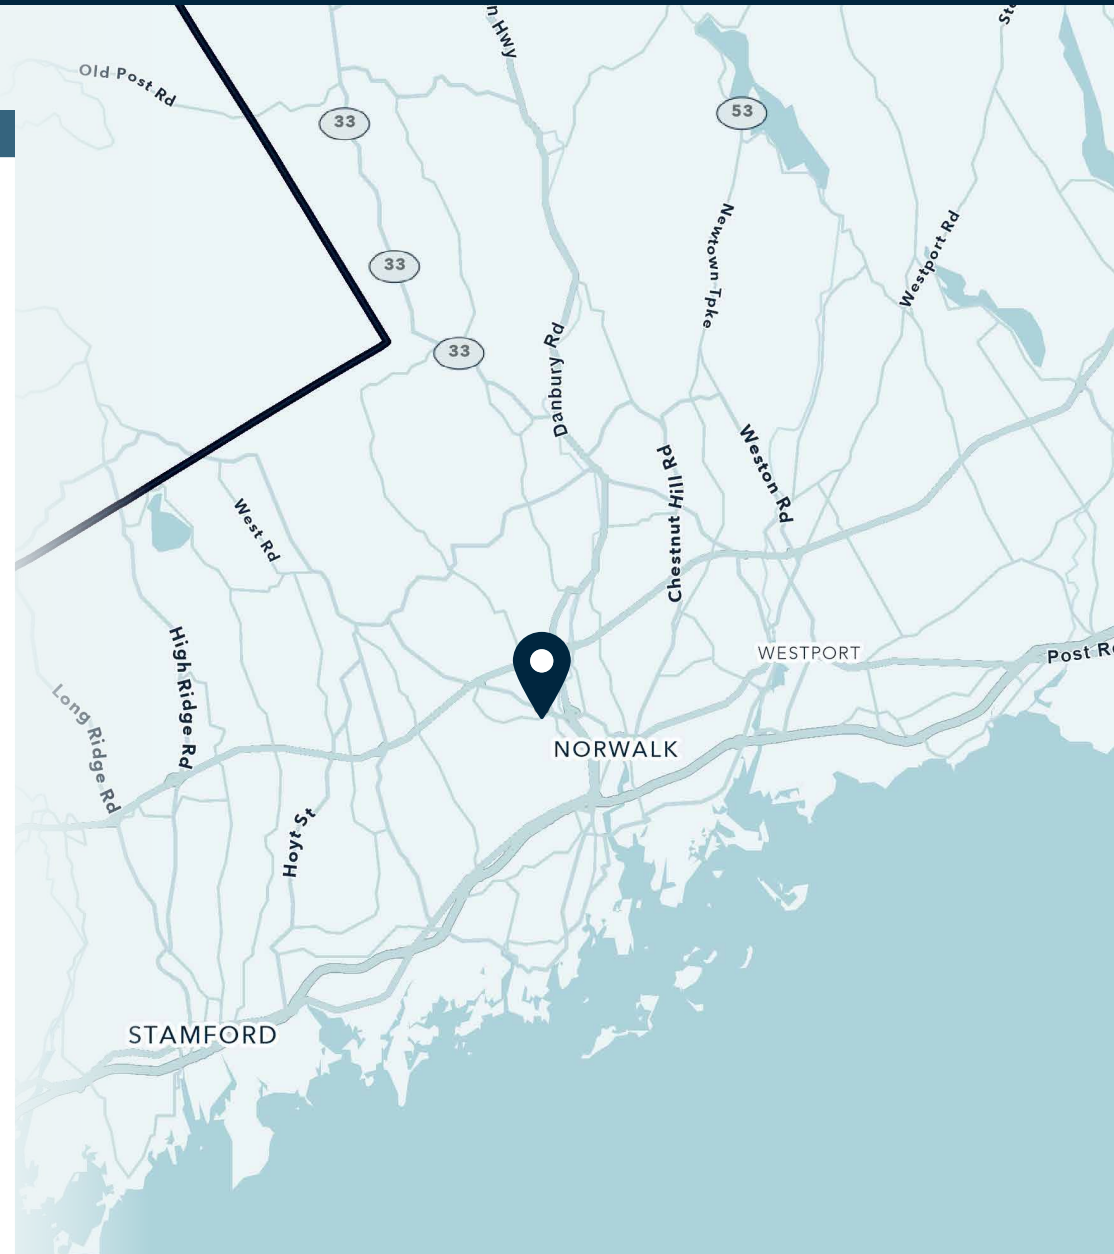 n Hwy
Old Post Rd
33
53
33
Newtown Tpke
Westport Rd
33
Danbury Rd
Weston Rd
Chestnut Hill Rd
West Rd
High Ridge Rd
WESTPORT
Post R
Long Ridge Rd
NORWALK
Hoyt St
STAMFORD